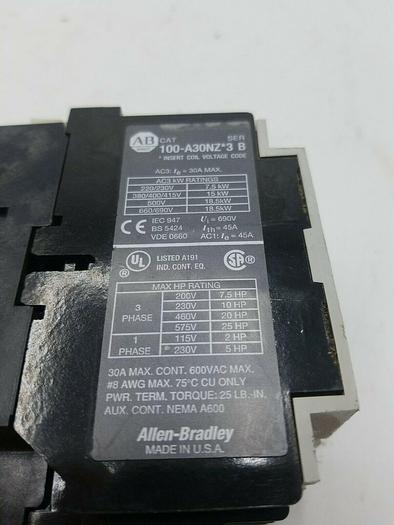 AB
CAT SER
100-A30NZ*3 B
* INSERT COIL VOLTAGE CODE
AC3: Ie = 30A MAX.
AC3 kW RATINGS
220/230V 7.5 kW
380/400/415V 15 kW
500V 18.5kW
660/690V 18.5kW
CE IEC 947 Ui = 690V
BS 5424 Ith = 45A
VDE 0660 AC1: Ie = 45A
UL LISTED A191
IND. CONT. EQ. SA
MAX HP RATING
3 PHASE 200V 7.5 HP
230V 10 HP
460V 20 HP
575V 25 HP
1 PHASE 115V 2 HP
230V 5 HP
30A MAX. CONT. 600VAC MAX.
#8 AWG MAX. 75°C CU ONLY
PWR. TERM. TORQUE: 25 LB.-IN.
AUX. CONT. NEMA A600
Allen-Bradley
MADE IN U.S.A.